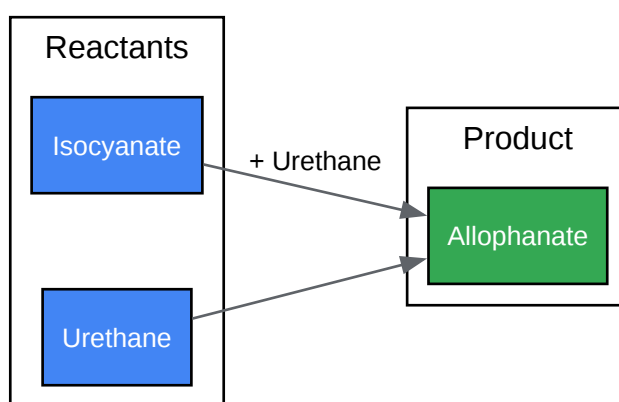 Reactants
Isocyanate
+ Urethane
Product
Allophanate
Urethane